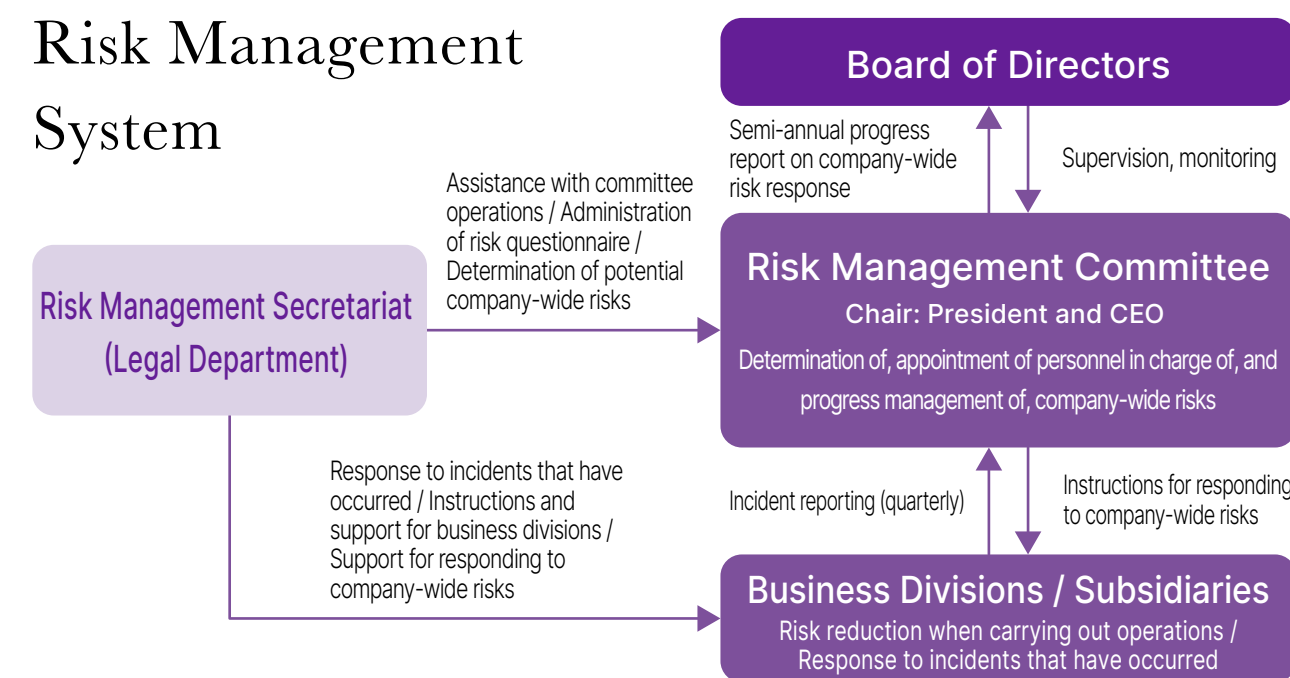 Risk Management
System
Board of Directors
Semi-annual progress
report on company-wide
risk response
Supervision, monitoring
Assistance with committee
operations / Administration
of risk questionnaire /
Determination of potential
company-wide risks
Risk Management Secretariat
(Legal Department)
Risk Management Committee
Chair: President and CEO
Determination of, appointment of personnel in charge of, and
progress management of, company-wide risks
Response to incidents that have
occurred / Instructions and
support for business divisions /
Support for responding to
company-wide risks
Incident reporting (quarterly)
Instructions for responding
to company-wide risks
Business Divisions / Subsidiaries
Risk reduction when carrying out operations /
Response to incidents that have occurred